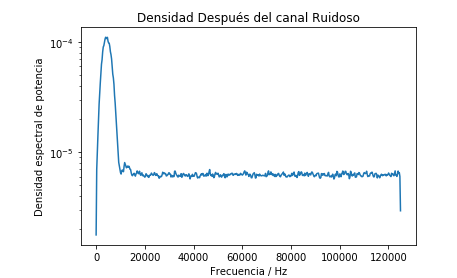 Densidad Después del canal Ruidoso
Densidad espectral de potencia
10⁻⁴
10⁻⁵
0 20000 40000 60000 80000 100000 120000
Frecuencia / Hz